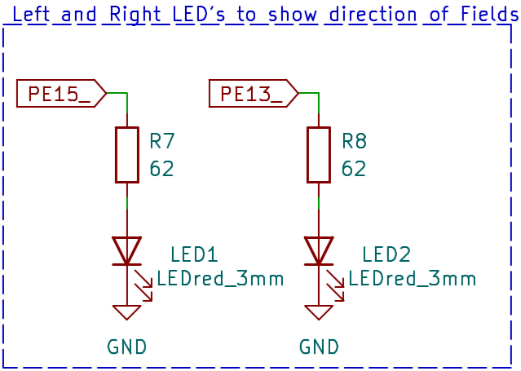 Left and Right LED's to show direction of Fields
PE15_ PE13_
R7 R8
62 62
LED1 LED2
LEDred_3mm LEDred_3mm
GND GND